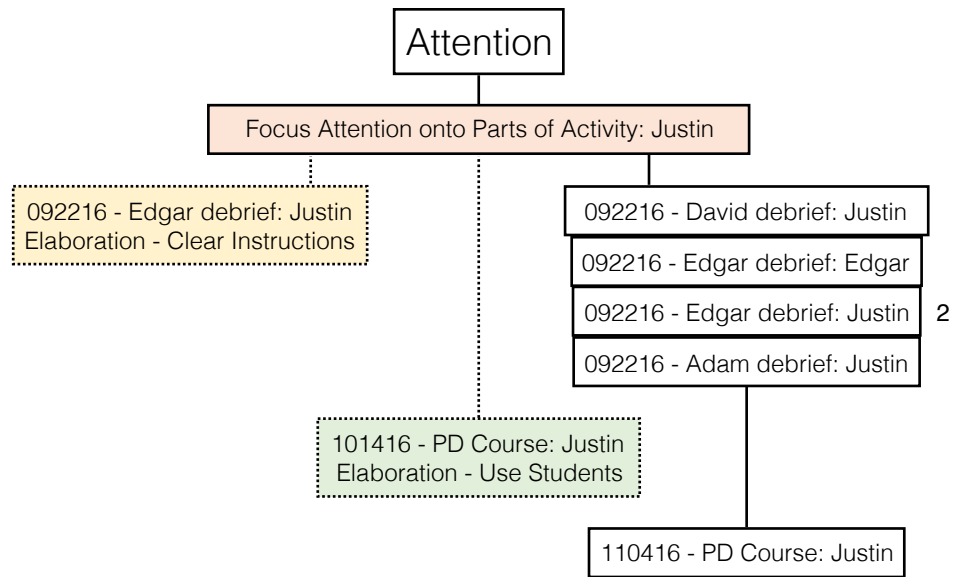 Attention
Focus Attention onto Parts of Activity: Justin
092216 - Edgar debrief: Justin
Elaboration - Clear Instructions
092216 - David debrief: Justin
092216 - Edgar debrief: Edgar
092216 - Edgar debrief: Justin 2
092216 - Adam debrief: Justin
101416 - PD Course: Justin
Elaboration - Use Students
110416 - PD Course: Justin